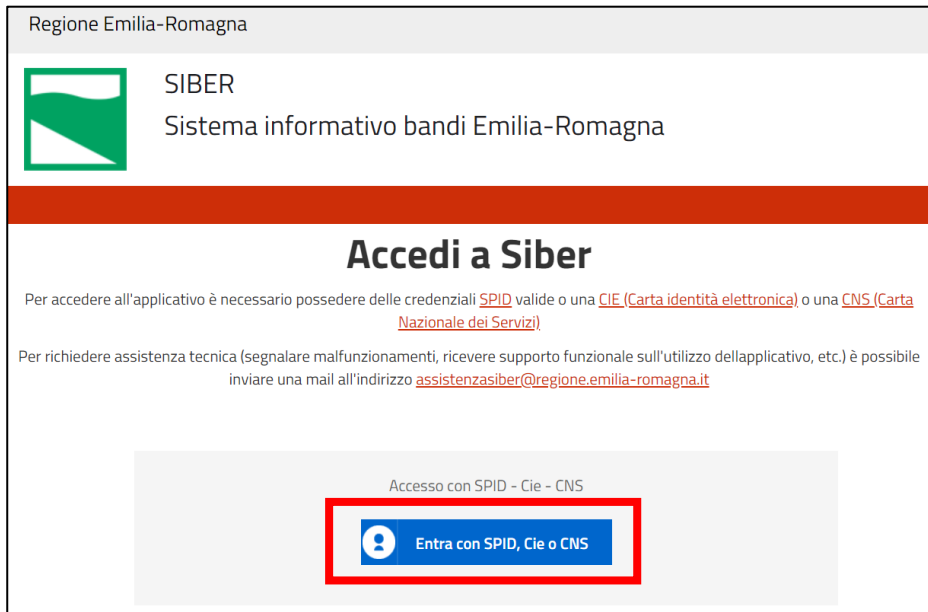 Regione Emilia-Romagna
SIBER
Sistema informativo bandi Emilia-Romagna
Accedi a Siber
Per accedere all'applicativo è necessario possedere delle credenziali SPID valide o una CIE (Carta identità elettronica) o una CNS (Carta
Nazionale dei Servizi)
Per richiedere assistenza tecnica (segnalare malfunzionamenti, ricevere supporto funzionale sull'utilizzo dellapplicativo, etc.) è possibile
inviare una mail all'indirizzo assistenzasiber@regione.emilia-romagna.it
Accesso con SPID - Cie - CNS
Entra con SPID, Cie o CNS